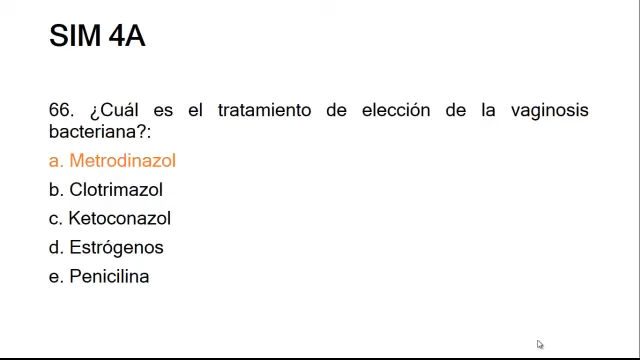 SIM 4A
66. ¿Cuál es el tratamiento de elección de la vaginosis
bacteriana?:
a. Metrodinazol
b. Clotrimazol
c. Ketoconazol
d. Estrógenos
e. Penicilina